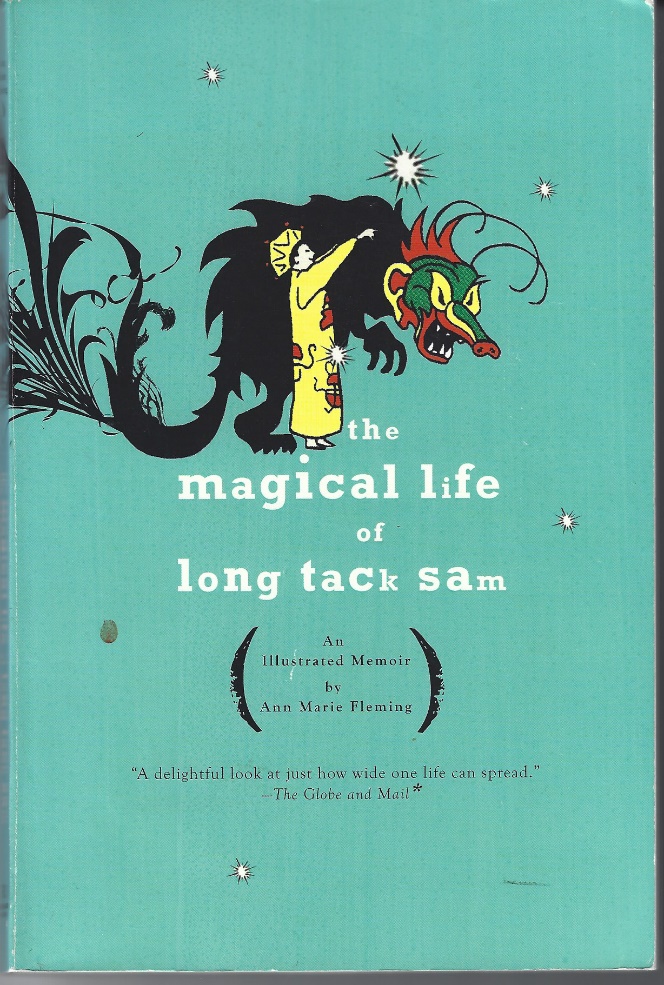 the
magical life
of
long tack sam
An
Illustrated Memoir
by
Ann Marie Fleming
“A delightful look at just how wide one life can spread.”
—The Globe and Mail*